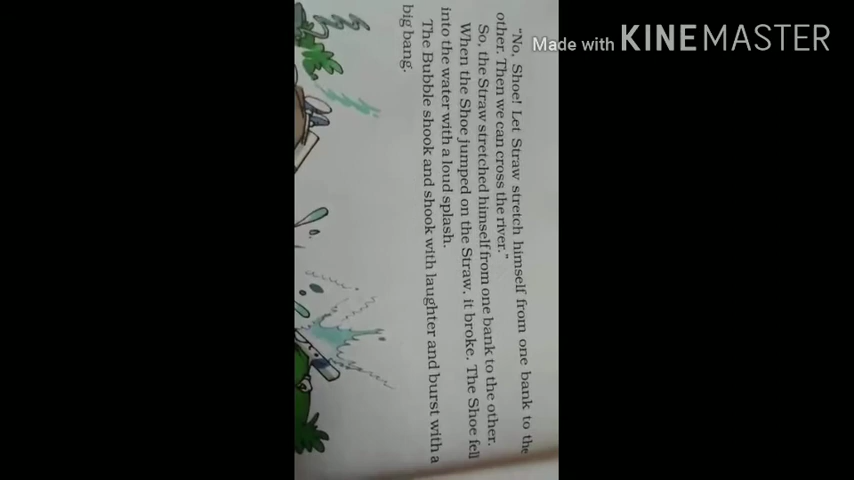 Made with KINEMASTER
"No, Shoe! Let Straw stretch himself from one bank to the
other. Then we can cross the river."
So, the Straw stretched himself from one bank to the other.
When the Shoe jumped on the Straw, it broke. The Shoe fell
into the water with a loud splash.
The Bubble shook and shook with laughter and burst with a
big bang.